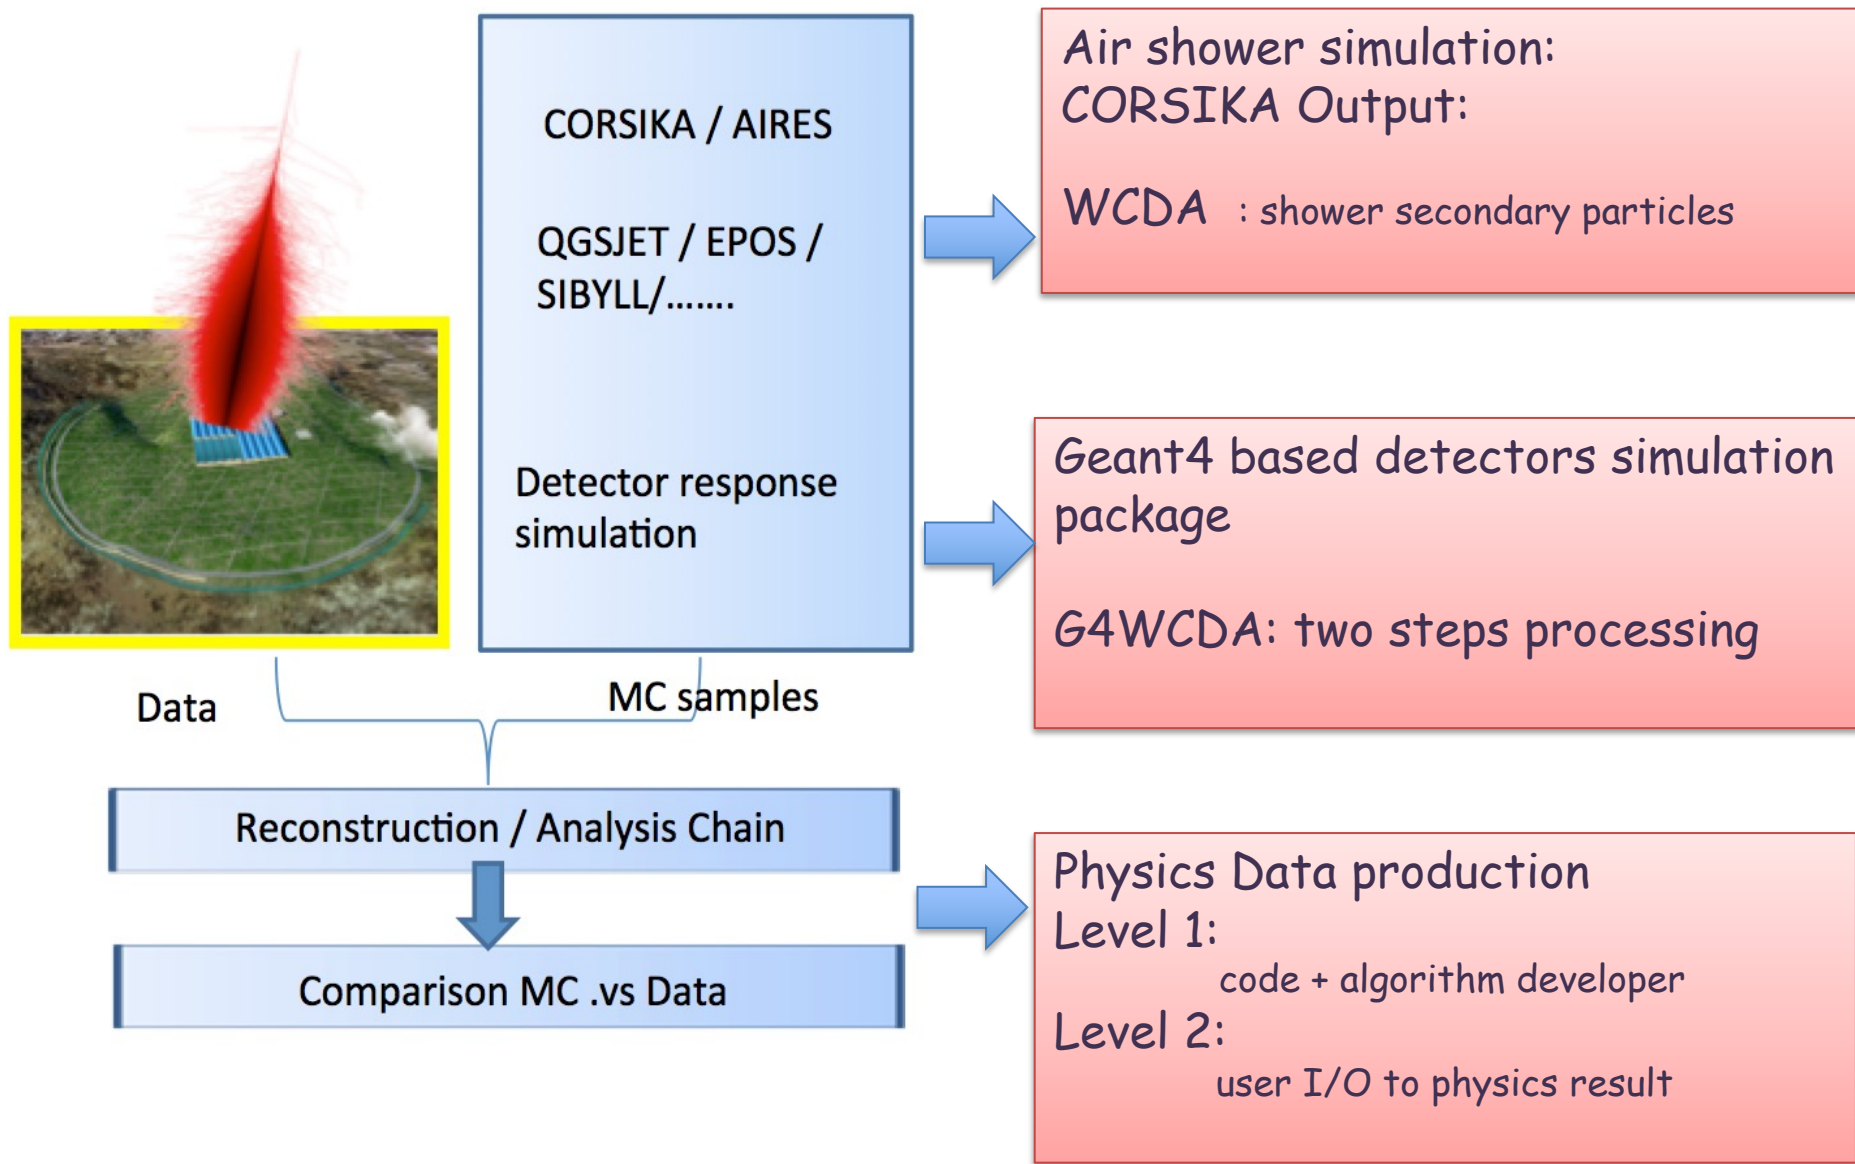 CORSIKA / AIRES
QGSJET / EPOS /
SIBYLL/.......
Detector response
simulation
Data
MC samples
Reconstruction / Analysis Chain
Comparison MC .vs Data
Air shower simulation:
CORSIKA Output:
WCDA : shower secondary particles
Geant4 based detectors simulation
package
G4WCDA: two steps processing
Physics Data production
Level 1:
code + algorithm developer
Level 2:
user I/O to physics result